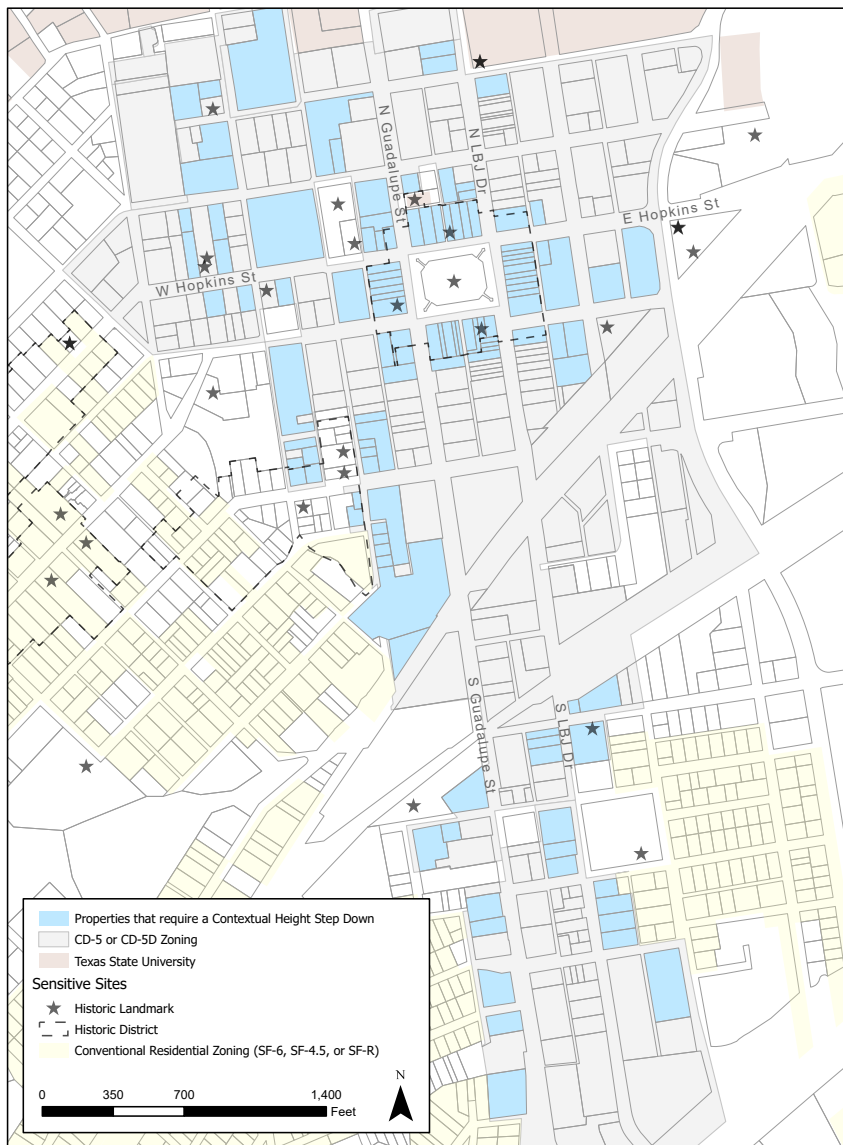 N Guadalupe St
N LBJ Dr
E Hopkins St
W Hopkins St
S Guadalupe St
S LBJ Dr
Properties that require a Contextual Height Step Down
CD-5 or CD-5D Zoning
Texas State University
Sensitive Sites
Historic Landmark
Historic District
Conventional Residential Zoning (SF-6, SF-4.5, or SF-R)
N
0 350 700 1,400
Feet